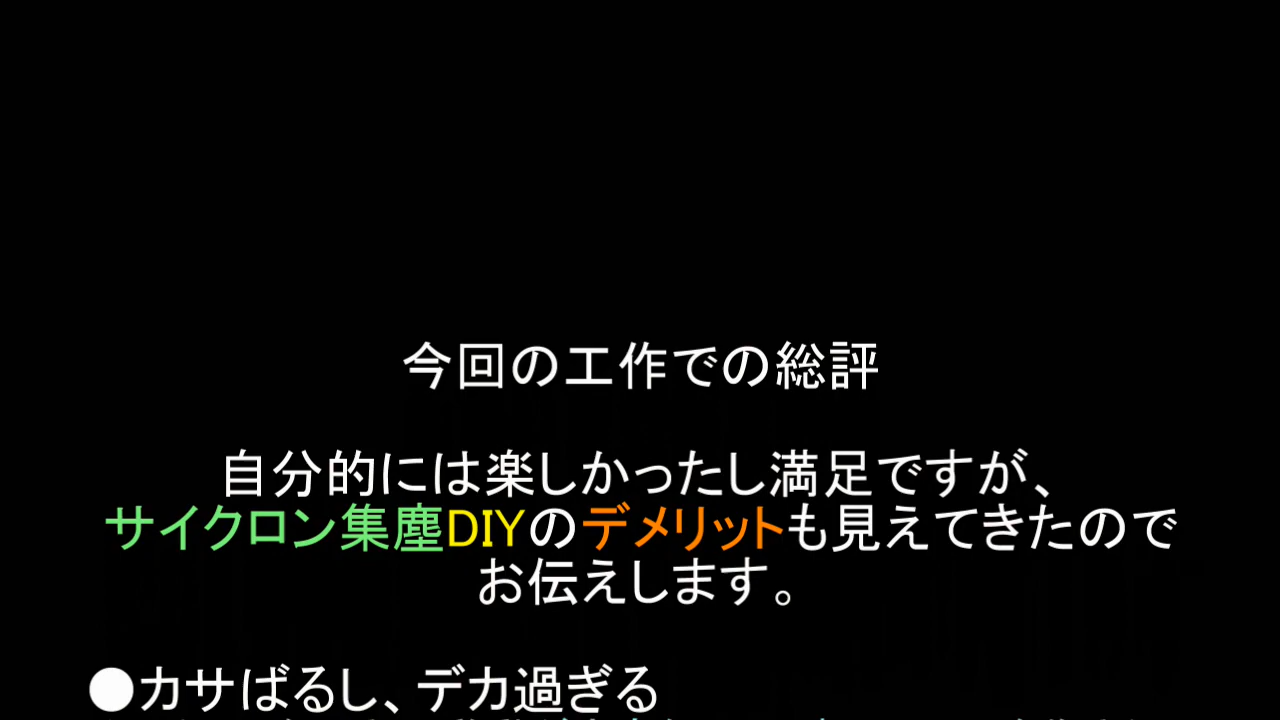 今回の工作での総評
自分的には楽しかったし満足ですが、
サイクロン集塵DIYのデメリットも見えてきたので
お伝えします。
●カサばるし、デカ過ぎる